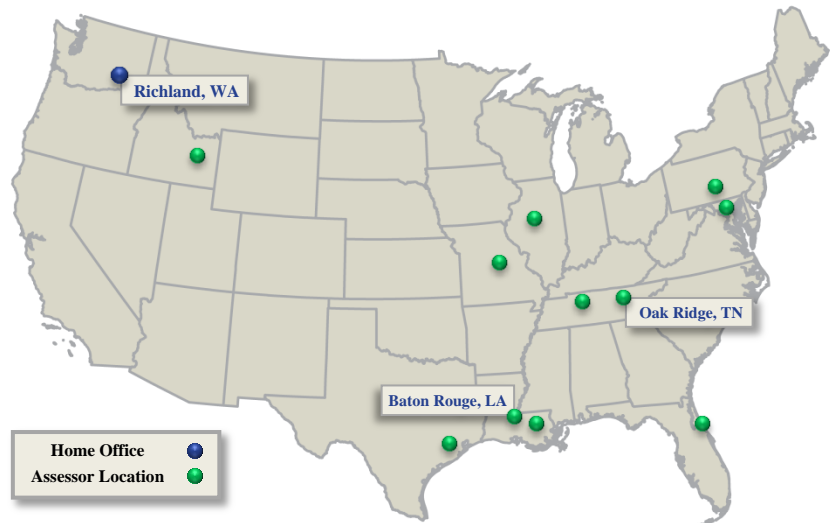 Richland, WA
Oak Ridge, TN
Baton Rouge, LA
Home Office
Assessor Location